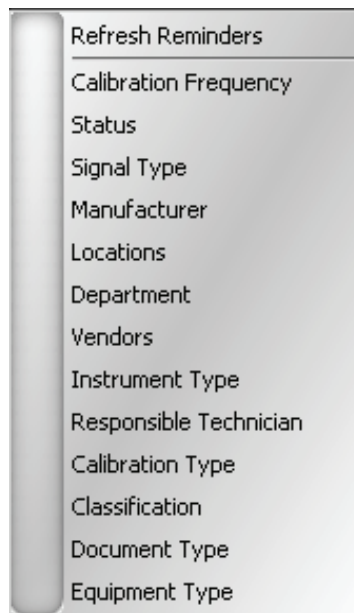 Refresh Reminders
Calibration Frequency
Status
Signal Type
Manufacturer
Locations
Department
Vendors
Instrument Type
Responsible Technician
Calibration Type
Classification
Document Type
Equipment Type